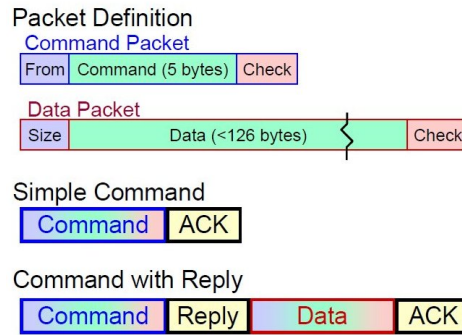 Packet Definition
Command Packet
From Command (5 bytes) Check
Data Packet
Size Data (<126 bytes) Check
Simple Command
Command ACK
Command with Reply
Command Reply Data ACK